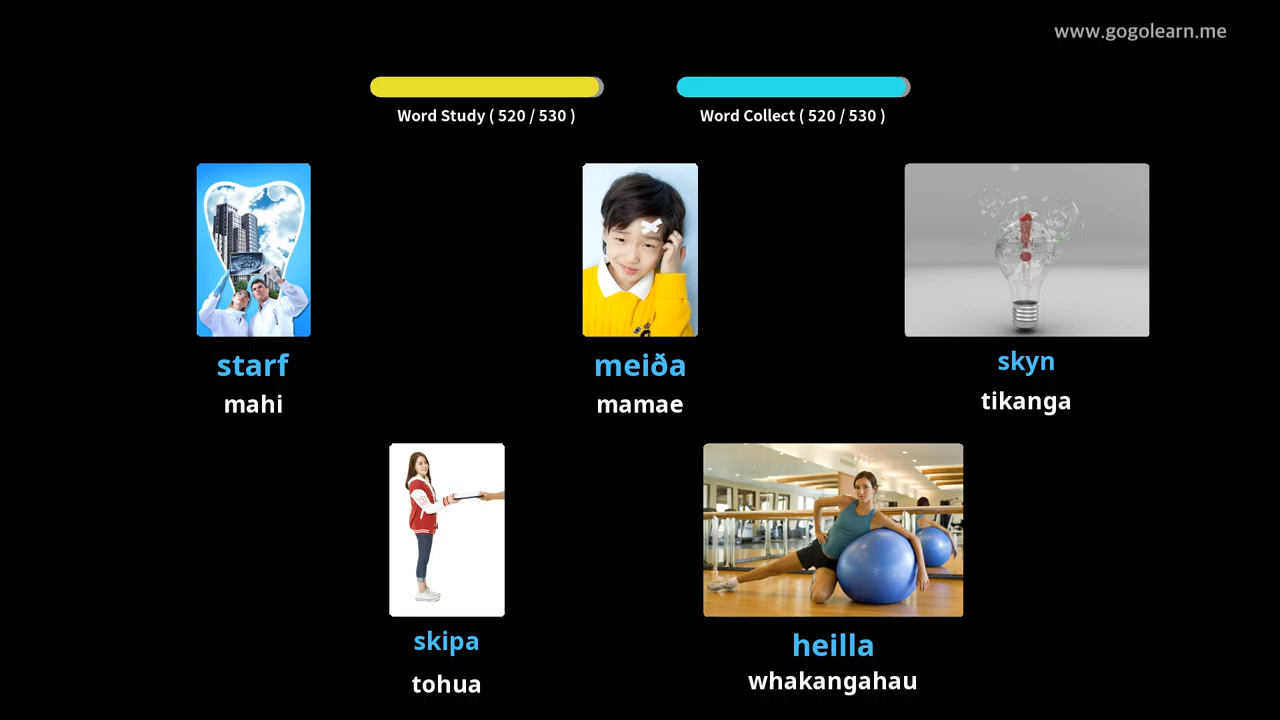 www.gogolearn.me
Word Study ( 520 / 530 )
Word Collect ( 520 / 530 )
starf
mahi
meiða
mamae
skyn
tikanga
skipa
tohua
heilla
whakangahau